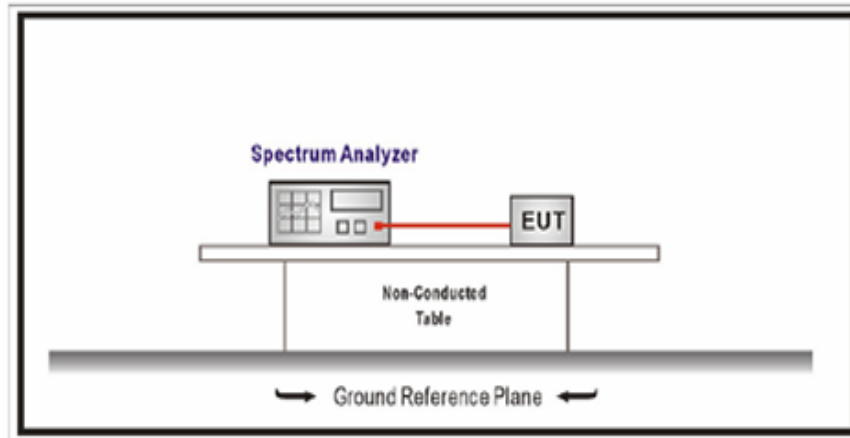 Spectrum Analyzer
EUT
Non-Conducted
Table
Ground Reference Plane